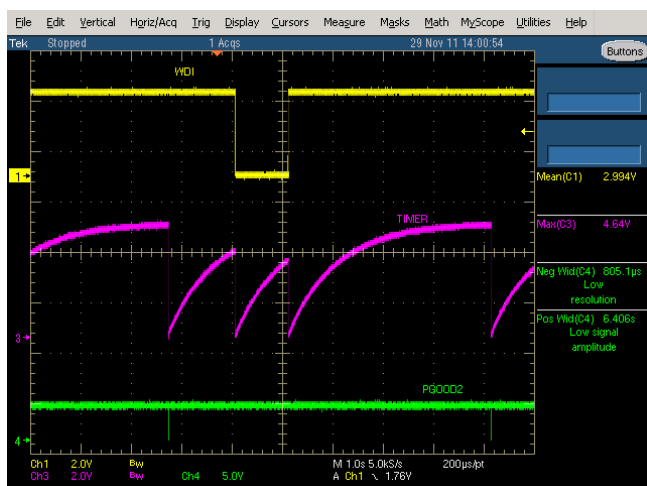 File Edit Vertical Horiz/Acq Trig Display Cursors Measure Masks Math MyScope Utilities Help
Tek Stopped 1 Acqs 29 Nov 11 14:00:54
Buttons
WDI
1
Mean(C1) 2.994V
TIMER
Max(C3) 4.64V
Neg Wid(C4) 805.1µs
Low
resolution
3
Pos Wid(C4) 6.406s
Low signal
amplitude
PGOOD2
4
Ch1 2.0V Bw M 1.0s 5.0kS/s 200µs/pt
Ch3 2.0V Bw Ch4 5.0V A Ch1 \ 1.76V